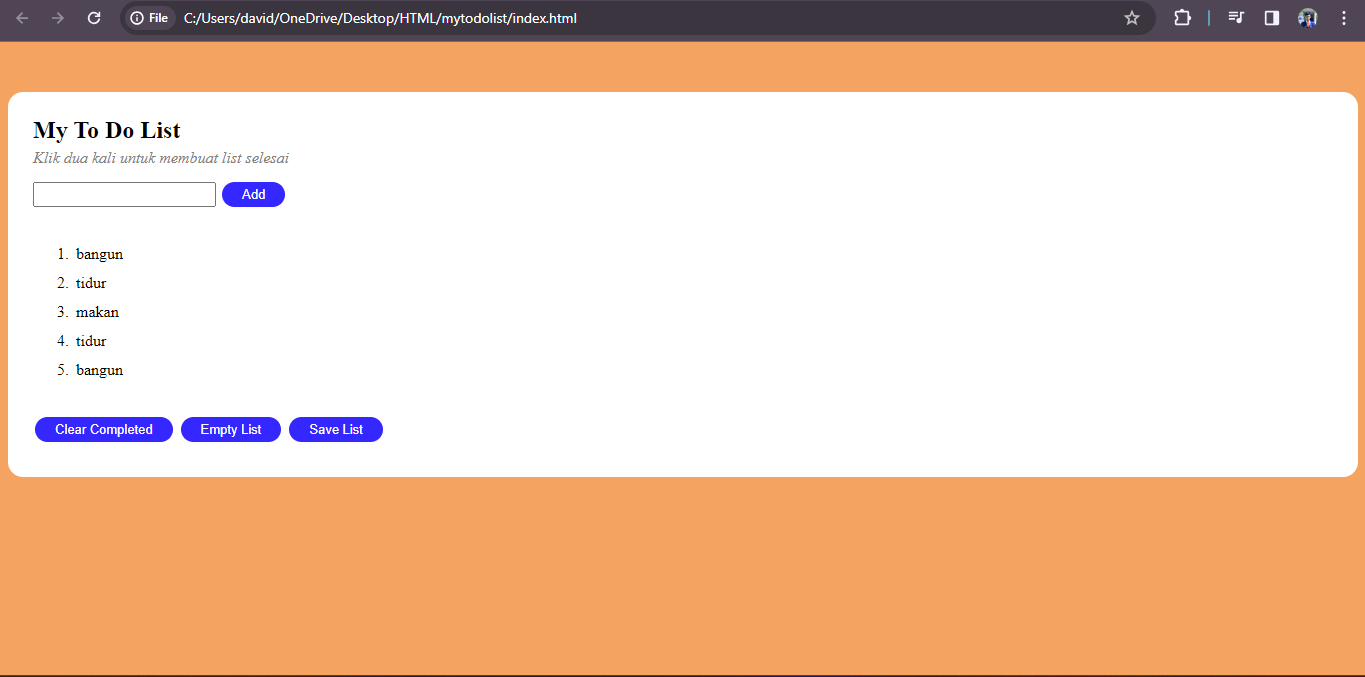 File C:/Users/david/OneDrive/Desktop/HTML/mytodolist/index.html
My To Do List
Klik dua kali untuk membuat list selesai
Add
1. bangun
2. tidur
3. makan
4. tidur
5. bangun
Clear Completed Empty List Save List